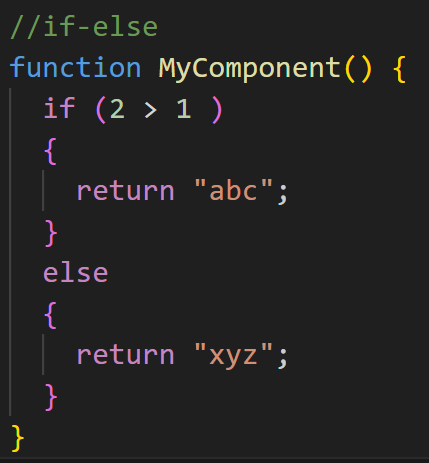 //if-else
function MyComponent() {
  if (2 > 1 )
  {
    return "abc";
  }
  else
  {
    return "xyz";
  }
}